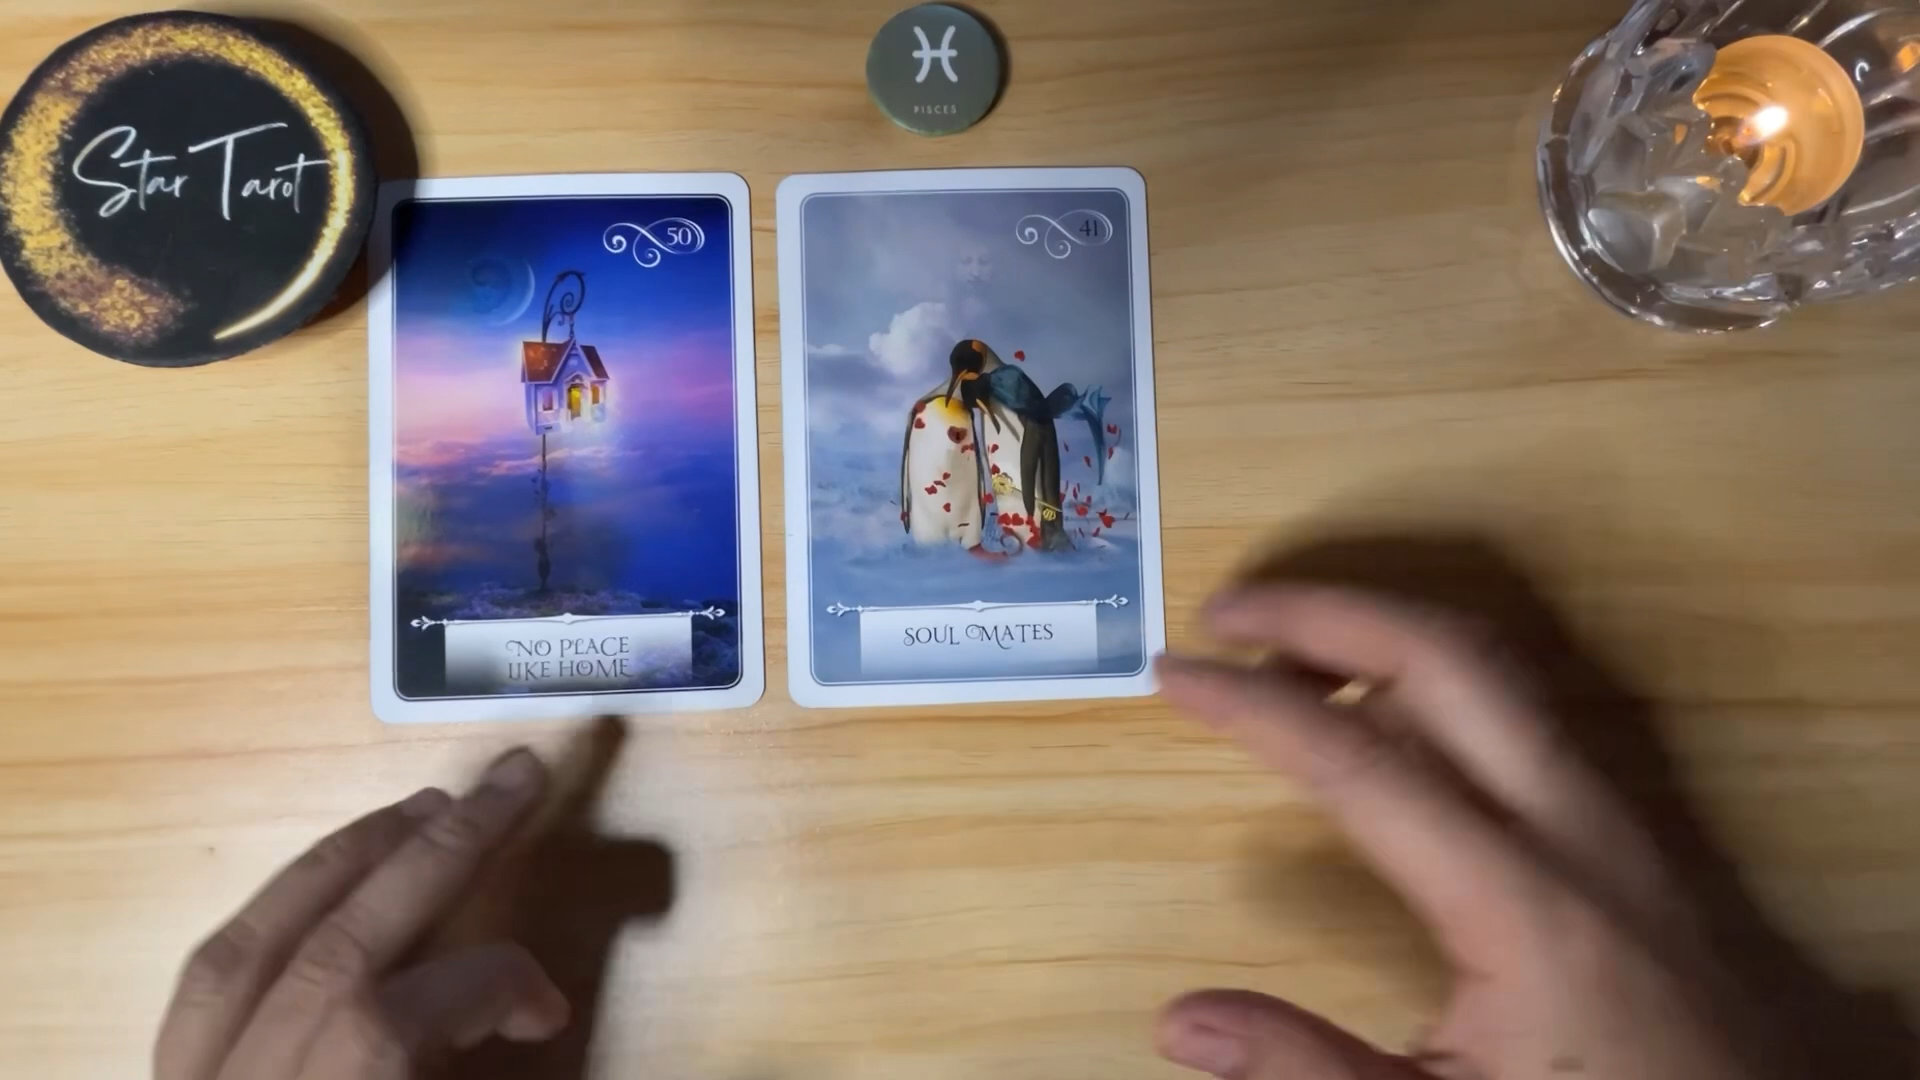 Star Tarot
PISCES
50
NO PLACE
LIKE HOME
41
SOUL MATES